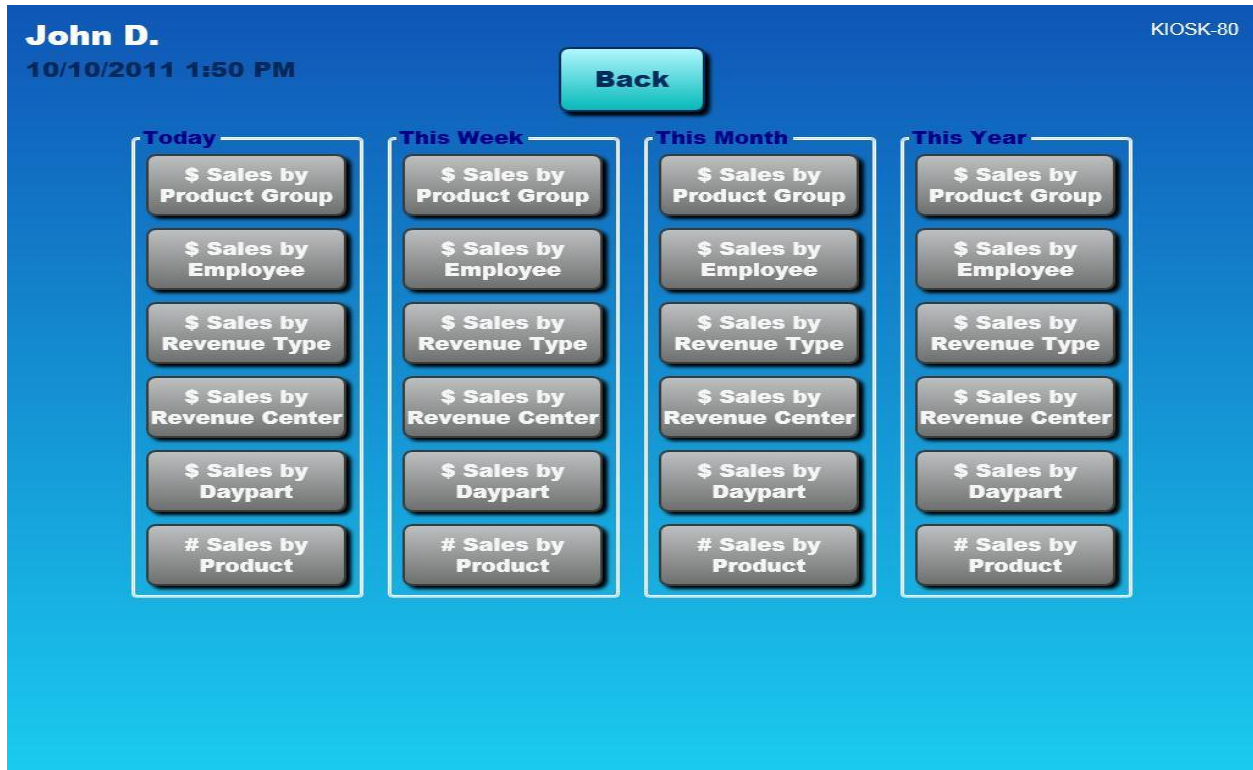 John D.
KIOSK-80
10/10/2011 1:50 PM
Back
Today
$ Sales by
Product Group
$ Sales by
Employee
$ Sales by
Revenue Type
$ Sales by
Revenue Center
$ Sales by
Daypart
# Sales by
Product
This Week
$ Sales by
Product Group
$ Sales by
Employee
$ Sales by
Revenue Type
$ Sales by
Revenue Center
$ Sales by
Daypart
# Sales by
Product
This Month
$ Sales by
Product Group
$ Sales by
Employee
$ Sales by
Revenue Type
$ Sales by
Revenue Center
$ Sales by
Daypart
# Sales by
Product
This Year
$ Sales by
Product Group
$ Sales by
Employee
$ Sales by
Revenue Type
$ Sales by
Revenue Center
$ Sales by
Daypart
# Sales by
Product